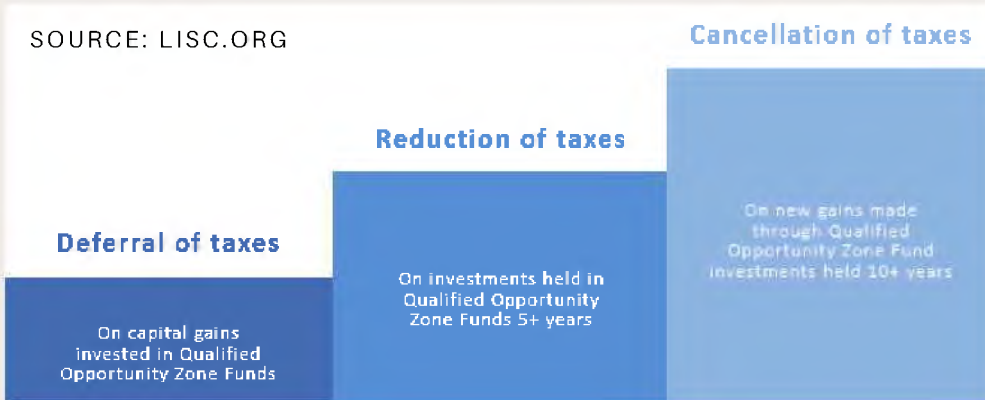 SOURCE: LISC.ORG
Cancellation of taxes
Reduction of taxes
Deferral of taxes
On new gains made
through Qualified
Opportunity Zone Fund
investments held 10+ years
On investments held in
Qualified Opportunity
Zone Funds 5+ years
On capital gains
invested in Qualified
Opportunity Zone Funds